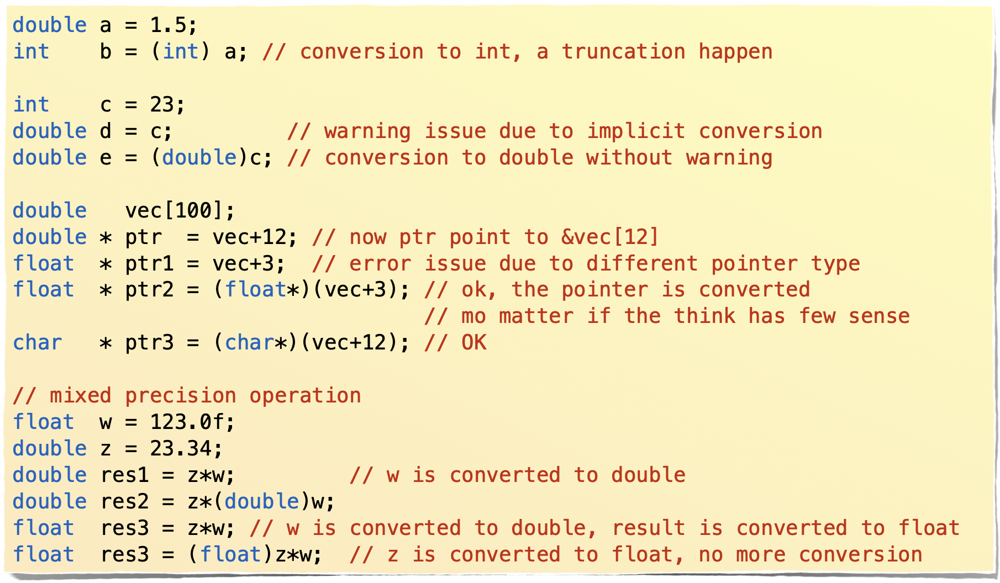 double a = 1.5;
int    b = (int) a; // conversion to int, a truncation happen
int    c = 23;
double d = c;         // warning issue due to implicit conversion
double e = (double)c; // conversion to double without warning
double   vec[100];
double * ptr  = vec+12; // now ptr point to &vec[12]
float  * ptr1 = vec+3;  // error issue due to different pointer type
float  * ptr2 = (float*)(vec+3); // ok, the pointer is converted
                                 // mo matter if the think has few sense
char   * ptr3 = (char*)(vec+12); // OK
// mixed precision operation
float  w = 123.0f;
double z = 23.34;
double res1 = z*w;         // w is converted to double
double res2 = z*(double)w;
float  res3 = z*w; // w is converted to double, result is converted to float
float  res3 = (float)z*w;  // z is converted to float, no more conversion